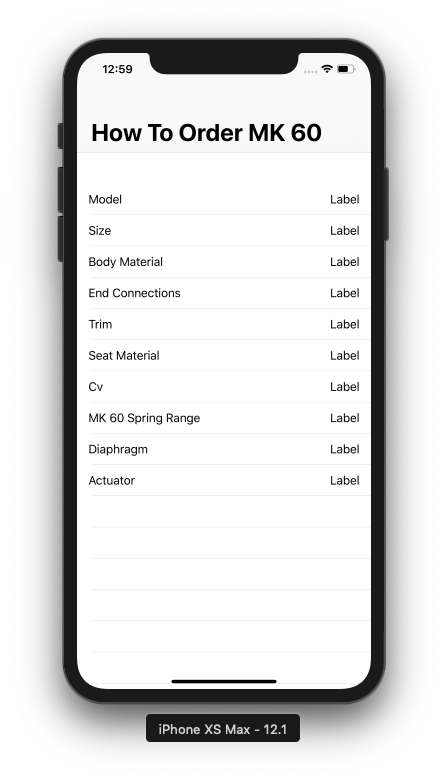 12:59
How To Order MK 60
Model Label
Size Label
Body Material Label
End Connections Label
Trim Label
Seat Material Label
Cv Label
MK 60 Spring Range Label
Diaphragm Label
Actuator Label
iPhone XS Max - 12.1